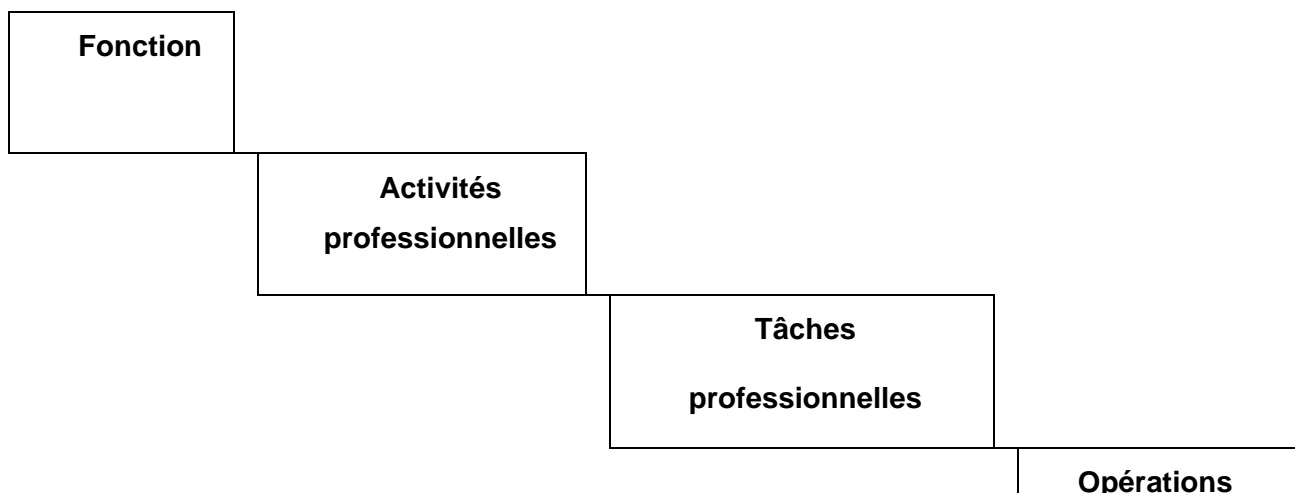 Fonction
Activités
professionnelles
Tâches
professionnelles
Opérations